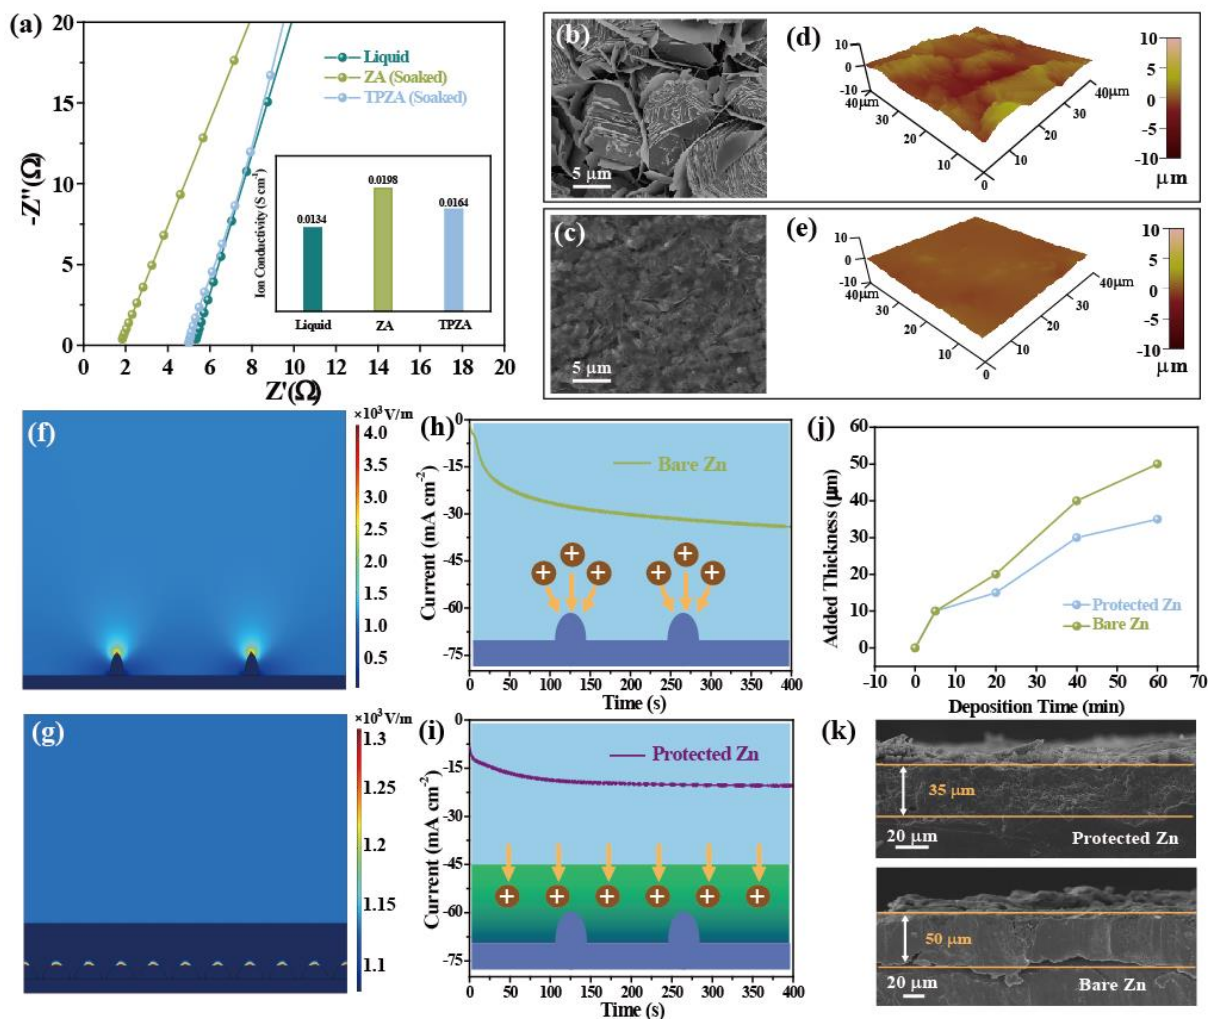 (a)
20
15
10
5
0
-Z''(Ω)
0 2 4 6 8 10 12 14 16 18 20
Z'(Ω)
Liquid
ZA (Soaked)
TPZA (Soaked)
Ion Conductivity (S cm⁻¹)
0.0134
0.0198
0.0164
Liquid ZA TPZA
(b)
5 μm
(c)
5 μm
(d)
10
0
-10
40μm
30
20
10
0
10
20
30
40μm
10
5
0
-5
-10
μm
(e)
10
0
-10
40μm
30
20
10
0
10
20
30
40μm
10
5
0
-5
-10
μm
(f)
×10³ V/m
4.0
3.0
2.0
1.0
0.5
(g)
×10³ V/m
1.3
1.25
1.2
1.15
1.1
(h)
0
-15
-30
-45
-60
-75
Current (mA cm⁻²)
Bare Zn
+ + + + + +
0 50 100 150 200 250 300 350 400
Time (s)
(i)
0
-15
-30
-45
-60
-75
Current (mA cm⁻²)
Protected Zn
+ + + + + +
0 50 100 150 200 250 300 350 400
Time (s)
(j)
60
50
40
30
20
10
0
-10
Added Thickness (μm)
Protected Zn
Bare Zn
-10 0 10 20 30 40 50 60 70
Deposition Time (min)
(k)
35 μm
20 μm
Protected Zn
50 μm
20 μm
Bare Zn